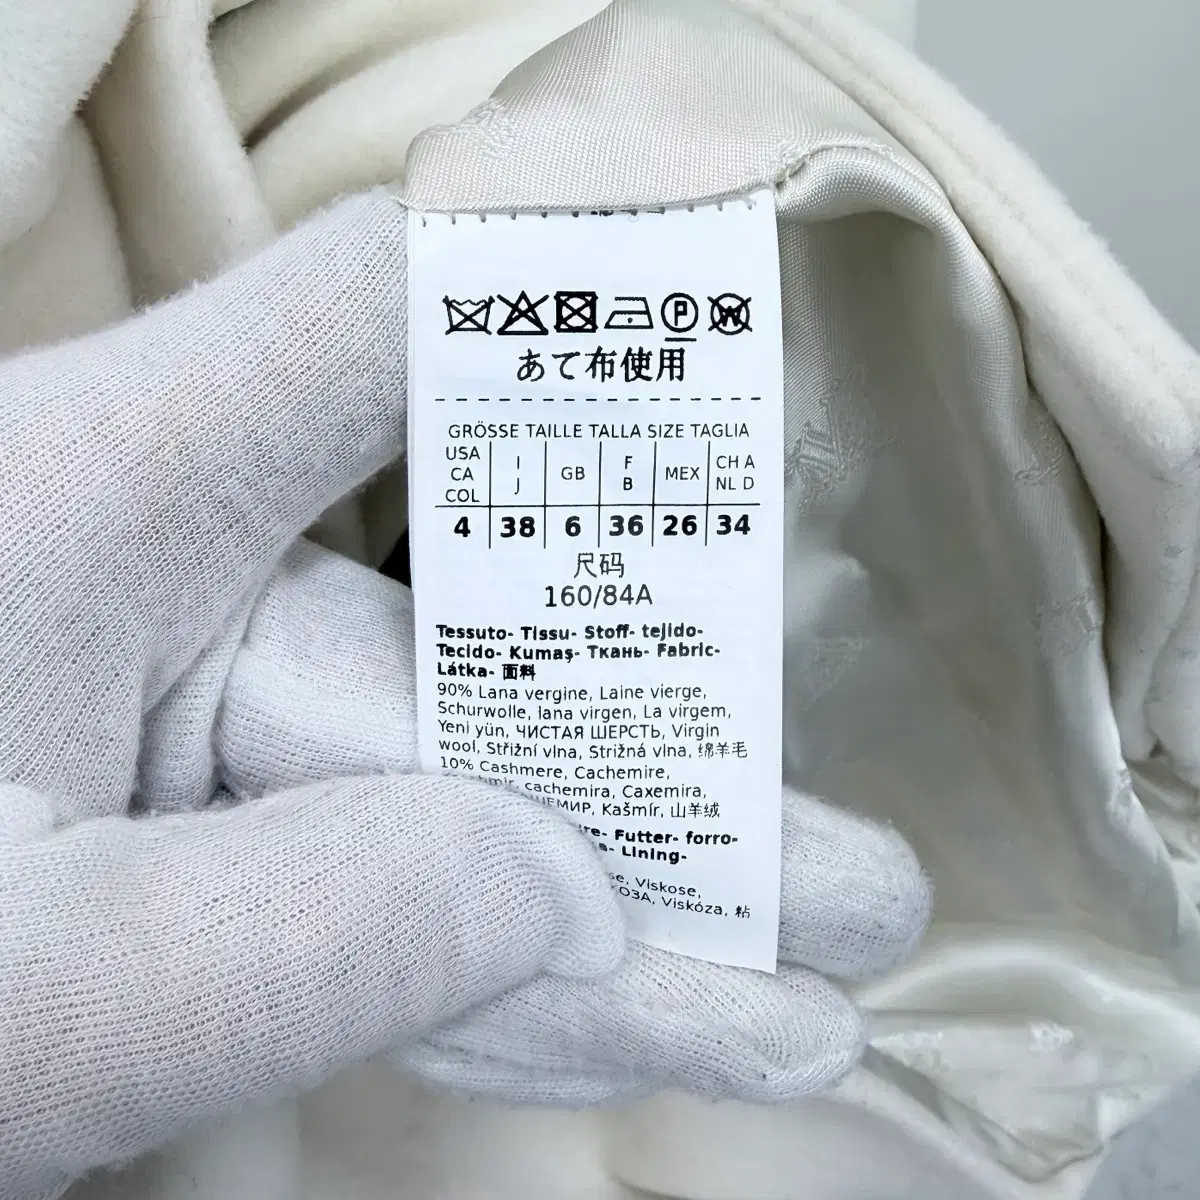 あて布使用
GRÖSSE TAILLE TALLA SIZE TAGLIA
USA CA COL | I J | GB | F B | MEX | CH A NL D
4 | 38 | 6 | 36 | 26 | 34
尺码
160/84A
Tessuto- Tissu- Stoff- tejido-
Tecido- Kumaş- Ткань- Fabric-
Látka- 面料
90% Lana vergine, Laine vierge,
Schurwolle, lana virgen, La virgem,
Yeni yün, ЧИСТАЯ ШЕРСТЬ, Virgin
wool, Střižní vlna, Strižná vlna, 绵羊毛
10% Cashmere, Cachemire,
cachemira, Caxemira,
Kašmír, 山羊绒
Futter- forro-
Lining-
Viskose,
Viskóza, 粘